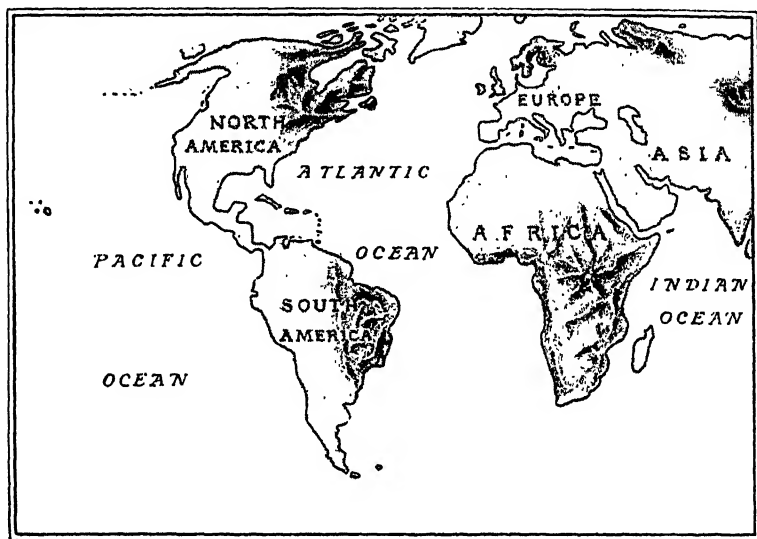 NORTH
AMERICA
EUROPE
ASIA
ATLANTIC
OCEAN
AFRICA
PACIFIC
OCEAN
SOUTH
AMERICA
INDIAN
OCEAN